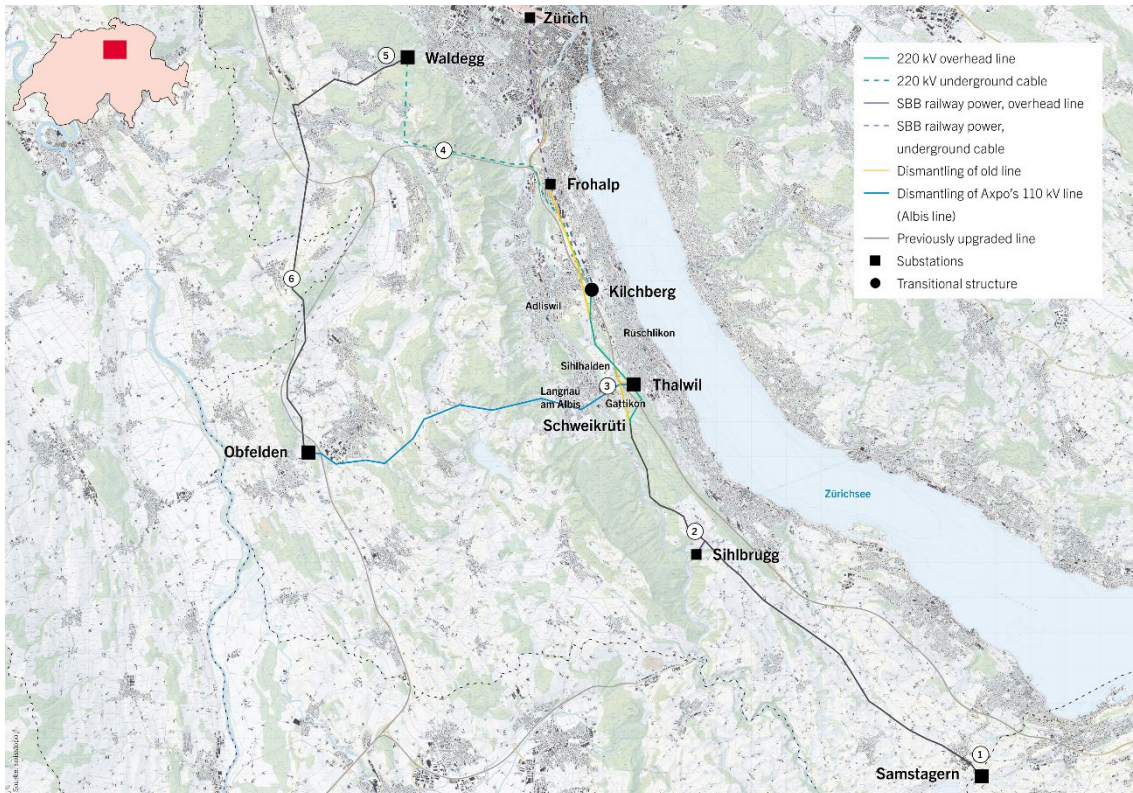 Zürich
5
Waldegg
4
Frohalp
6
Kilchberg
Adliswil
Rüschlikon
Sihlhalden
3
Thalwil
Langnau
am Albis
Gattikon
Schweikrüti
Obfelden
Zürichsee
2
Sihlbrugg
1
Samstagern
220 kV overhead line
220 kV underground cable
SBB railway power, overhead line
SBB railway power,
underground cable
Dismantling of old line
Dismantling of Axpo's 110 kV line
(Albis line)
Previously upgraded line
Substations
Transitional structure